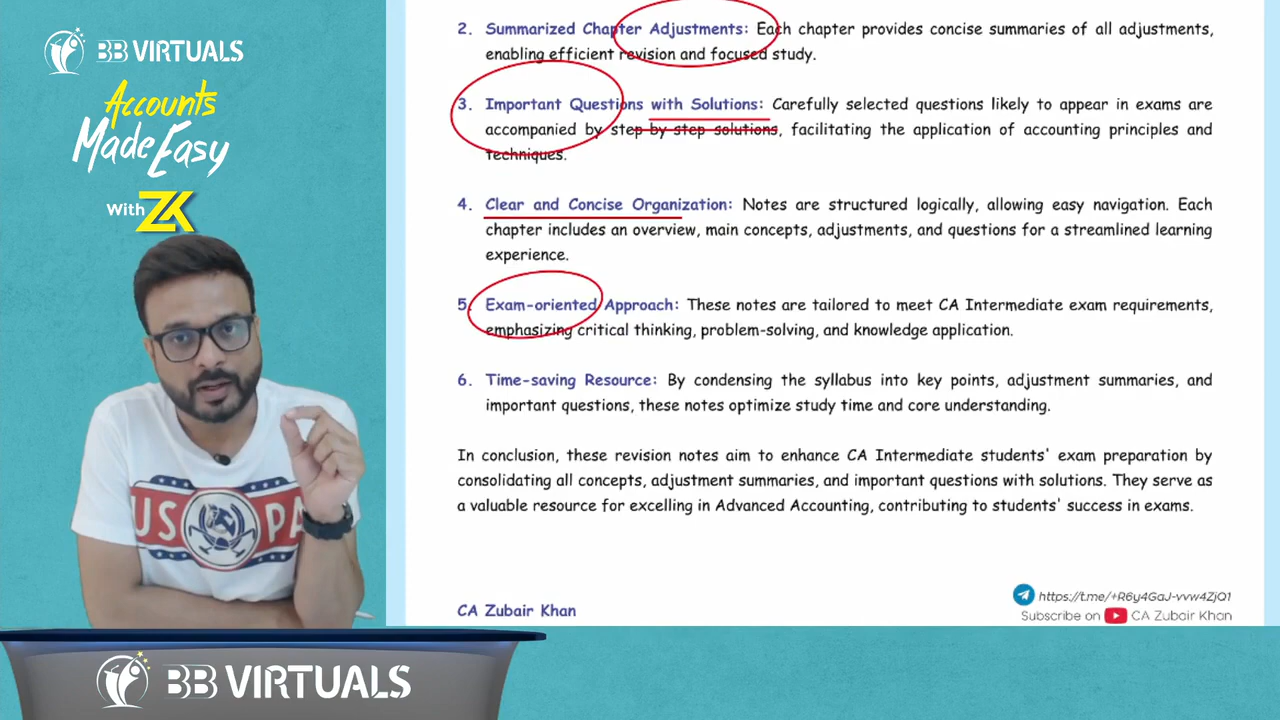 BB VIRTUALS
Accounts
Made Easy
With ZK
2. Summarized Chapter Adjustments: Each chapter provides concise summaries of all adjustments,
enabling efficient revision and focused study.
3. Important Questions with Solutions: Carefully selected questions likely to appear in exams are
accompanied by step by step solutions, facilitating the application of accounting principles and
techniques.
4. Clear and Concise Organization: Notes are structured logically, allowing easy navigation. Each
chapter includes an overview, main concepts, adjustments, and questions for a streamlined learning
experience.
5. Exam-oriented Approach: These notes are tailored to meet CA Intermediate exam requirements,
emphasizing critical thinking, problem-solving, and knowledge application.
6. Time-saving Resource: By condensing the syllabus into key points, adjustment summaries, and
important questions, these notes optimize study time and core understanding.
In conclusion, these revision notes aim to enhance CA Intermediate students' exam preparation by
consolidating all concepts, adjustment summaries, and important questions with solutions. They serve as
a valuable resource for excelling in Advanced Accounting, contributing to students' success in exams.
CA Zubair Khan
https://t.me/+R6y4GaJ-vvw4ZjQ1
Subscribe on CA Zubair Khan
US PA
BB VIRTUALS